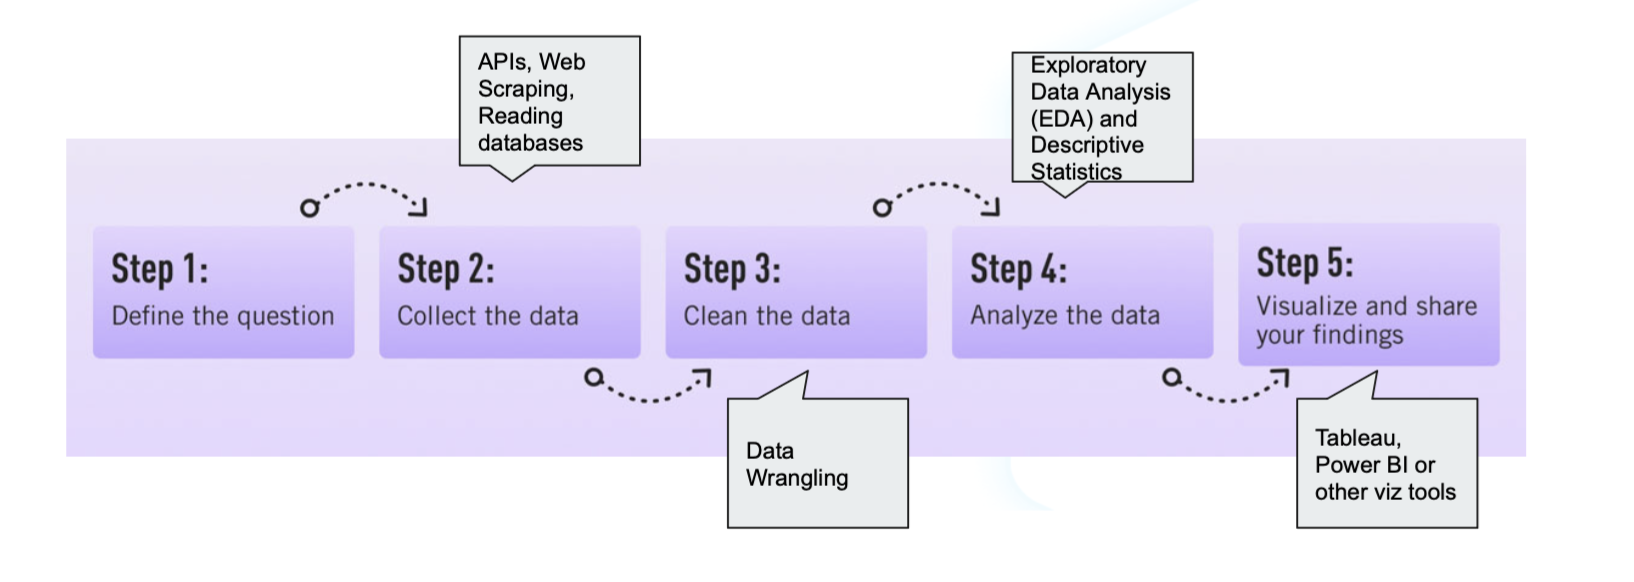 APIs, Web
Scraping,
Reading
databases
Exploratory
Data Analysis
(EDA) and
Descriptive
Statistics
Step 1:
Define the question
Step 2:
Collect the data
Step 3:
Clean the data
Step 4:
Analyze the data
Step 5:
Visualize and share
your findings
Data
Wrangling
Tableau,
Power BI or
other viz tools